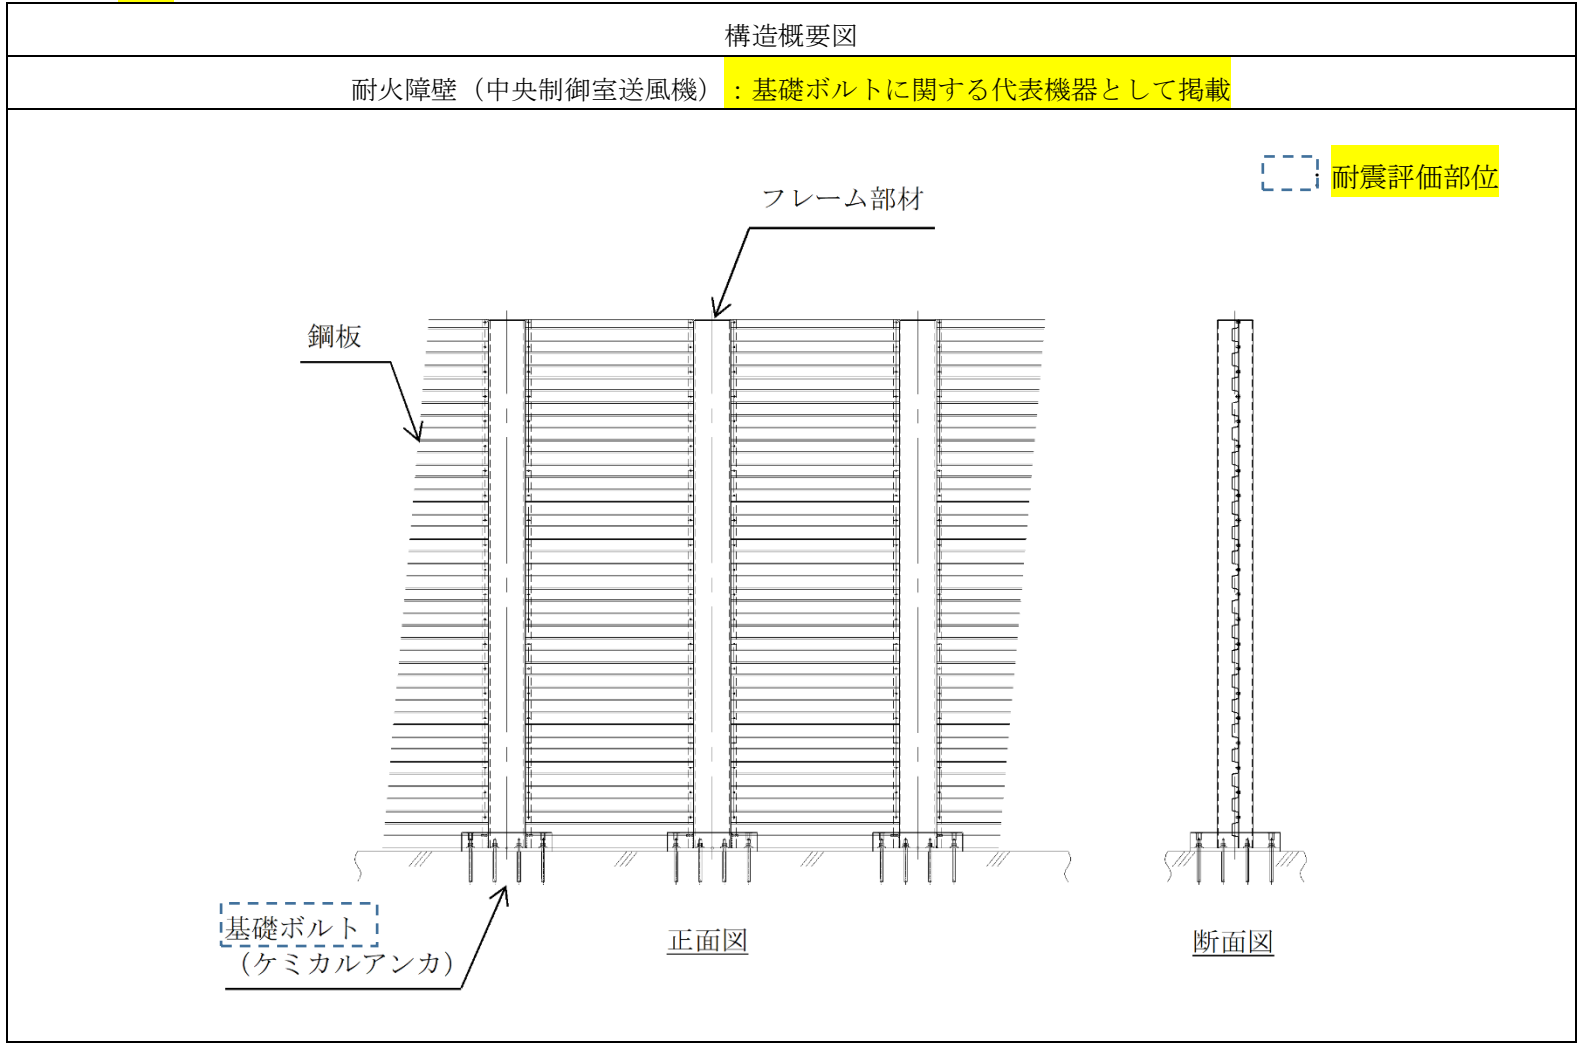 構造概要図
耐火障壁（中央制御室送風機）：基礎ボルトに関する代表機器として掲載
：耐震評価部位
フレーム部材
鋼板
基礎ボルト
（ケミカルアンカ）
正面図
断面図